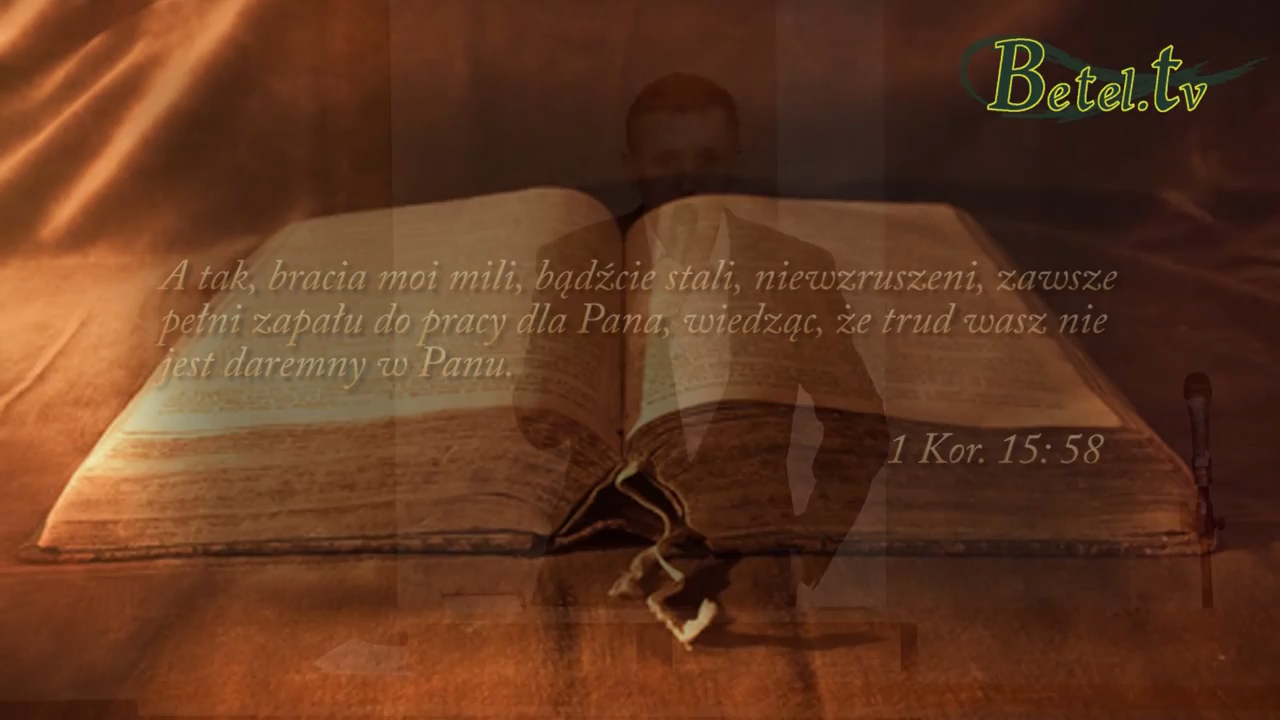 Betel.tv
A tak, bracia moi mili, bądźcie stali, niewzruszeni, zawsze
pełni zapału do pracy dla Pana, wiedząc, że trud wasz nie
jest daremny w Panu.
1 Kor. 15: 58